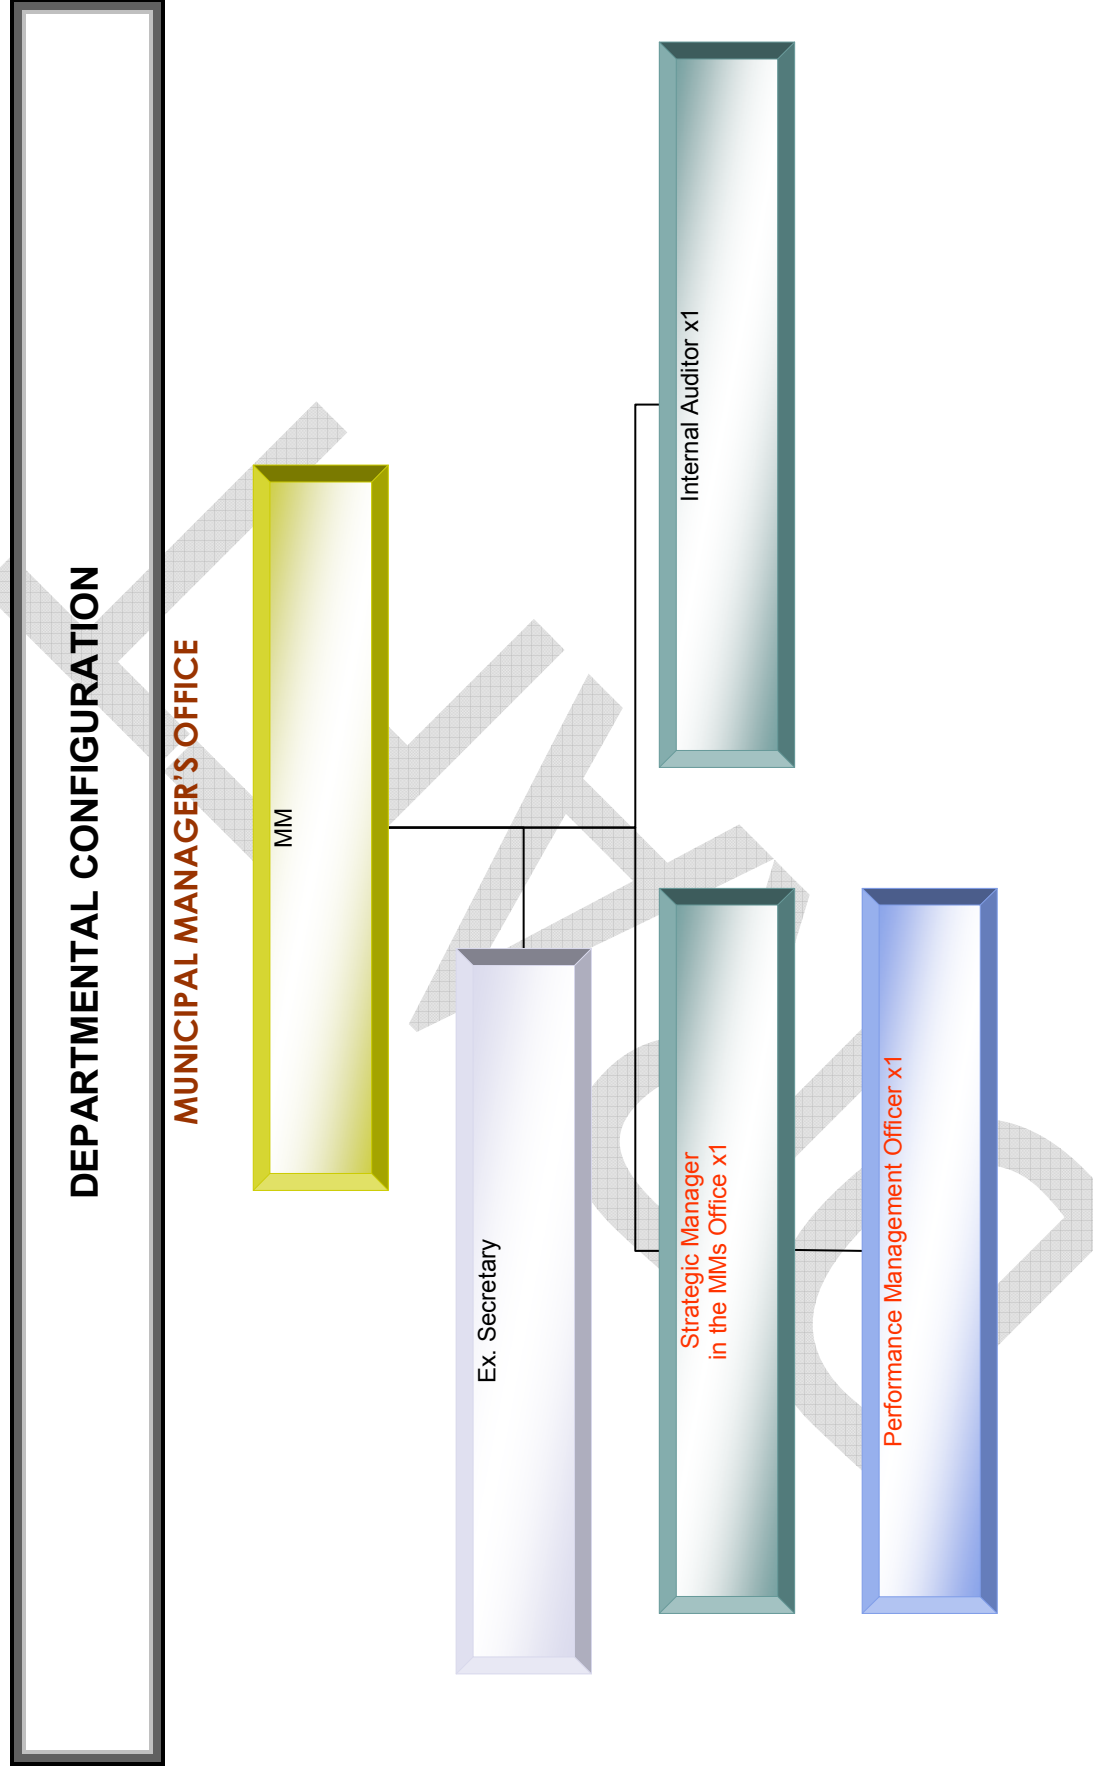 DEPARTMENTAL CONFIGURATION
MUNICIPAL MANAGER'S OFFICE
MM
Ex. Secretary
Strategic Manager
in the MMs Office x1
Internal Auditor x1
Performance Management Officer x1